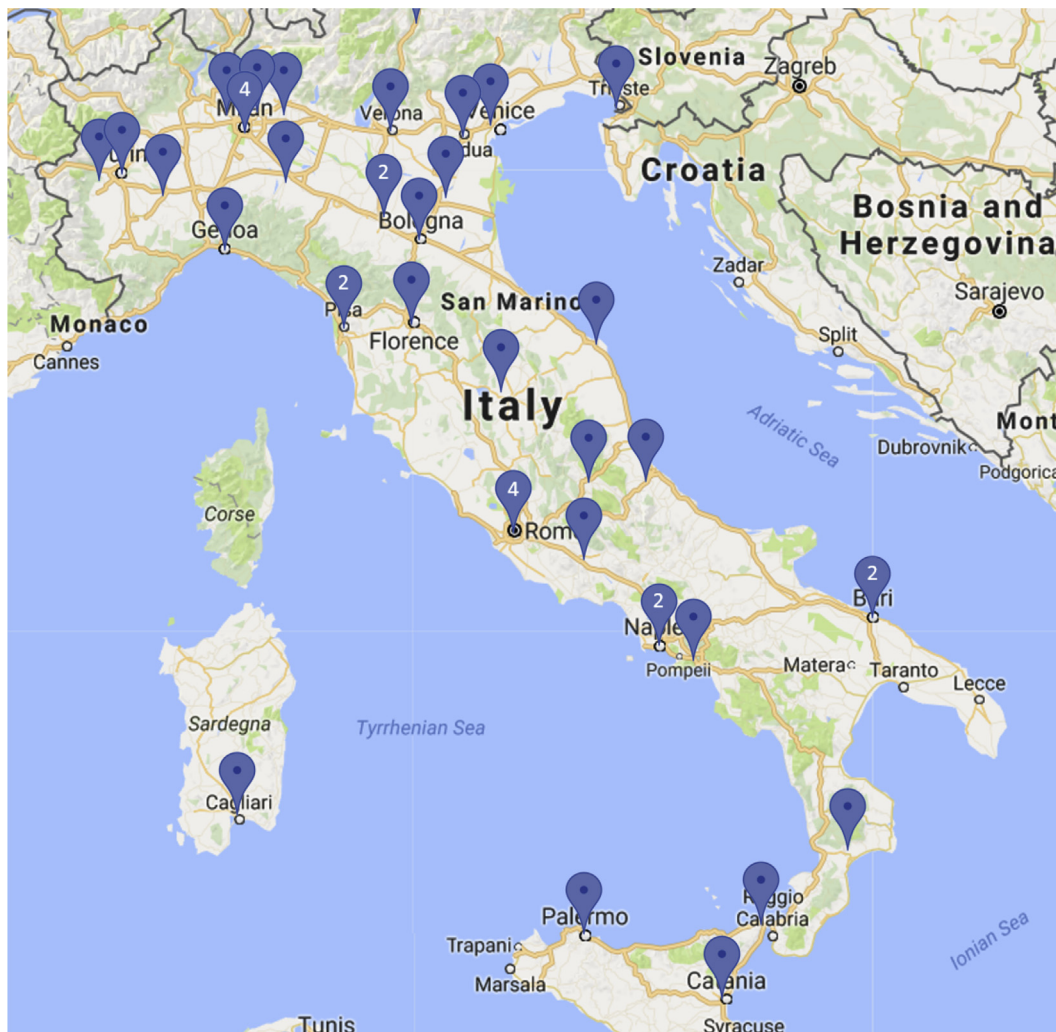 Slovenia
Zagreb
Trieste
4
Milan
Verona
Venice
Padua
Turin
Croatia
2
Bosnia and
Herzegovina
Genoa
Bologna
Zadar
Sarajevo
2
Pisa
San Marino
Monaco
Florence
Split
Cannes
Italy
Adriatic Sea
Mont
Dubrovnik
Podgorica
4
Corse
Rome
2
Bari
2
Naples
Pompeii
Matera
Taranto
Lecce
Sardegna
Tyrrhenian Sea
Cagliari
Reggio
Calabria
Palermo
Trapani
Marsala
Catania
Ionian Sea
Tunis
Syracuse